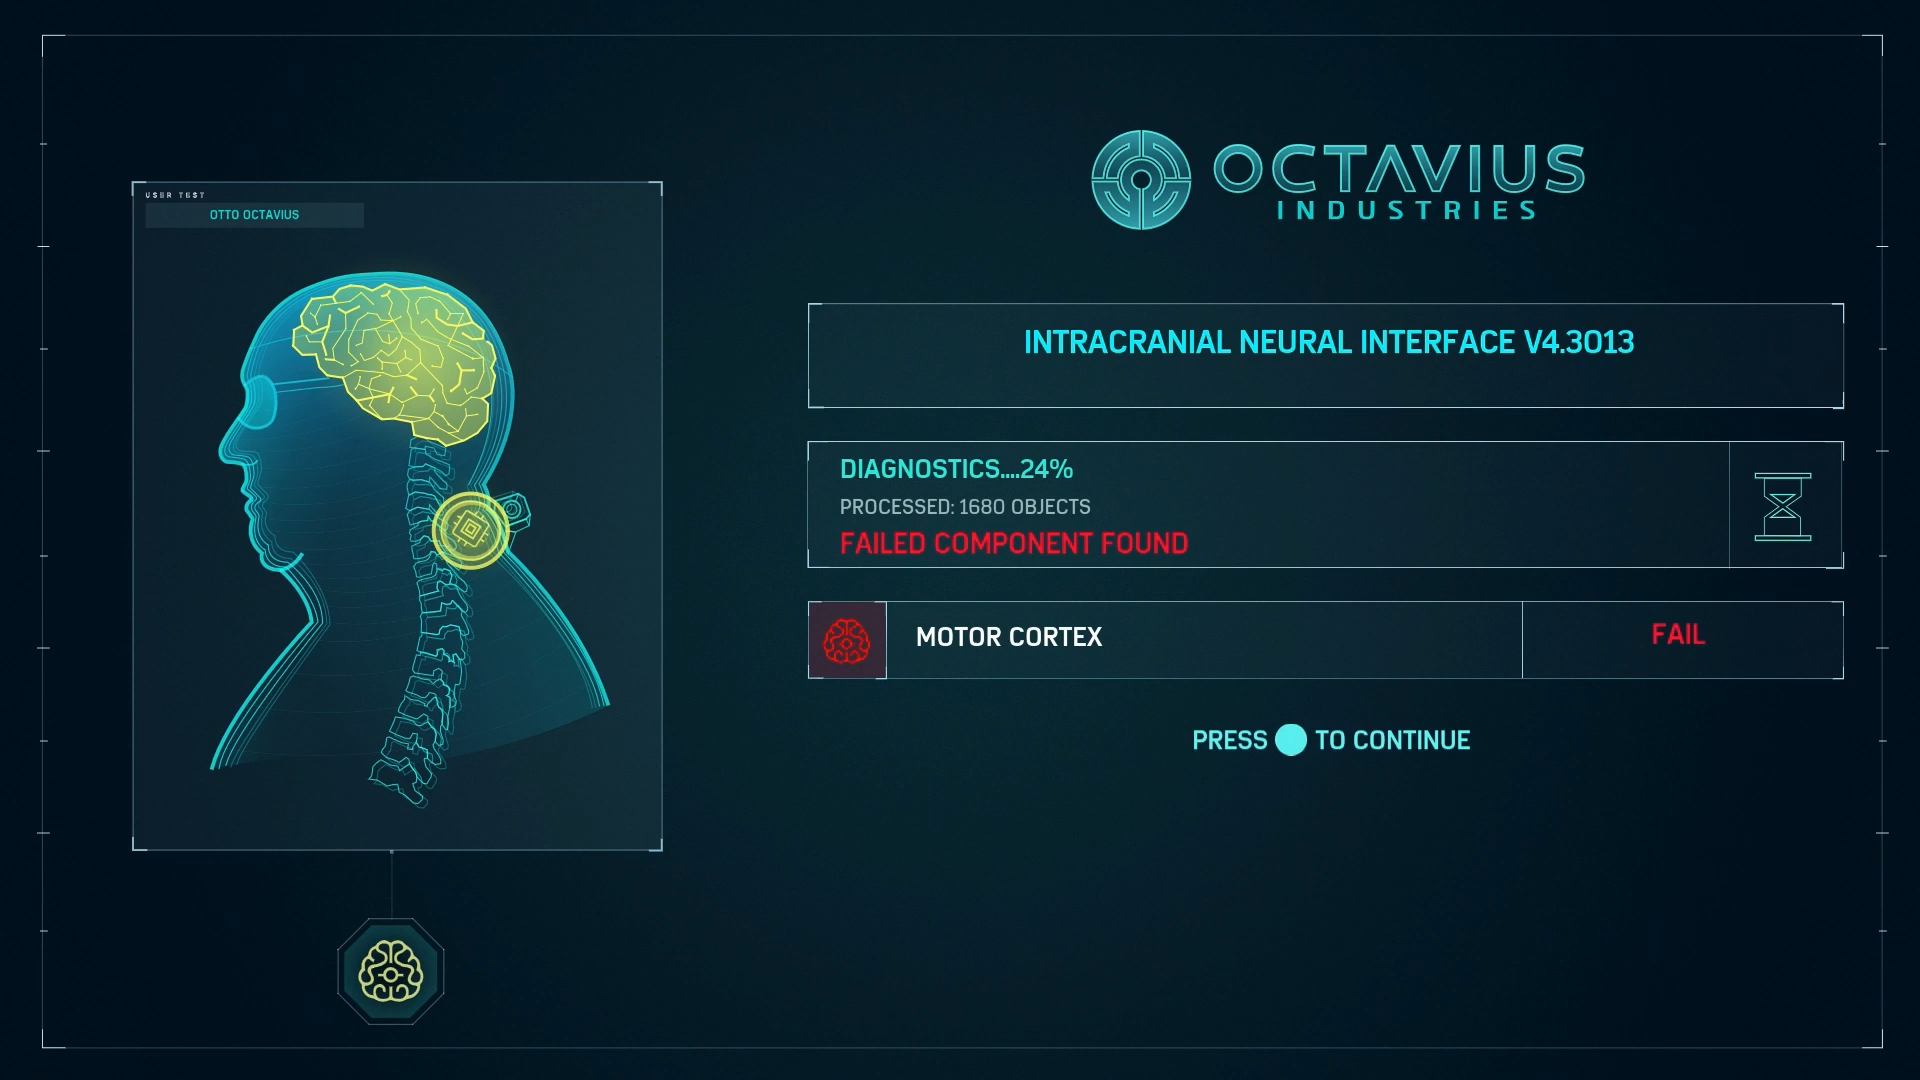 USER TEST
OTTO OCTAVIUS
OCTAVIUS
INDUSTRIES
INTRACRANIAL NEURAL INTERFACE V4.3013
DIAGNOSTICS....24%
PROCESSED: 1680 OBJECTS
FAILED COMPONENT FOUND
MOTOR CORTEX
FAIL
PRESS TO CONTINUE